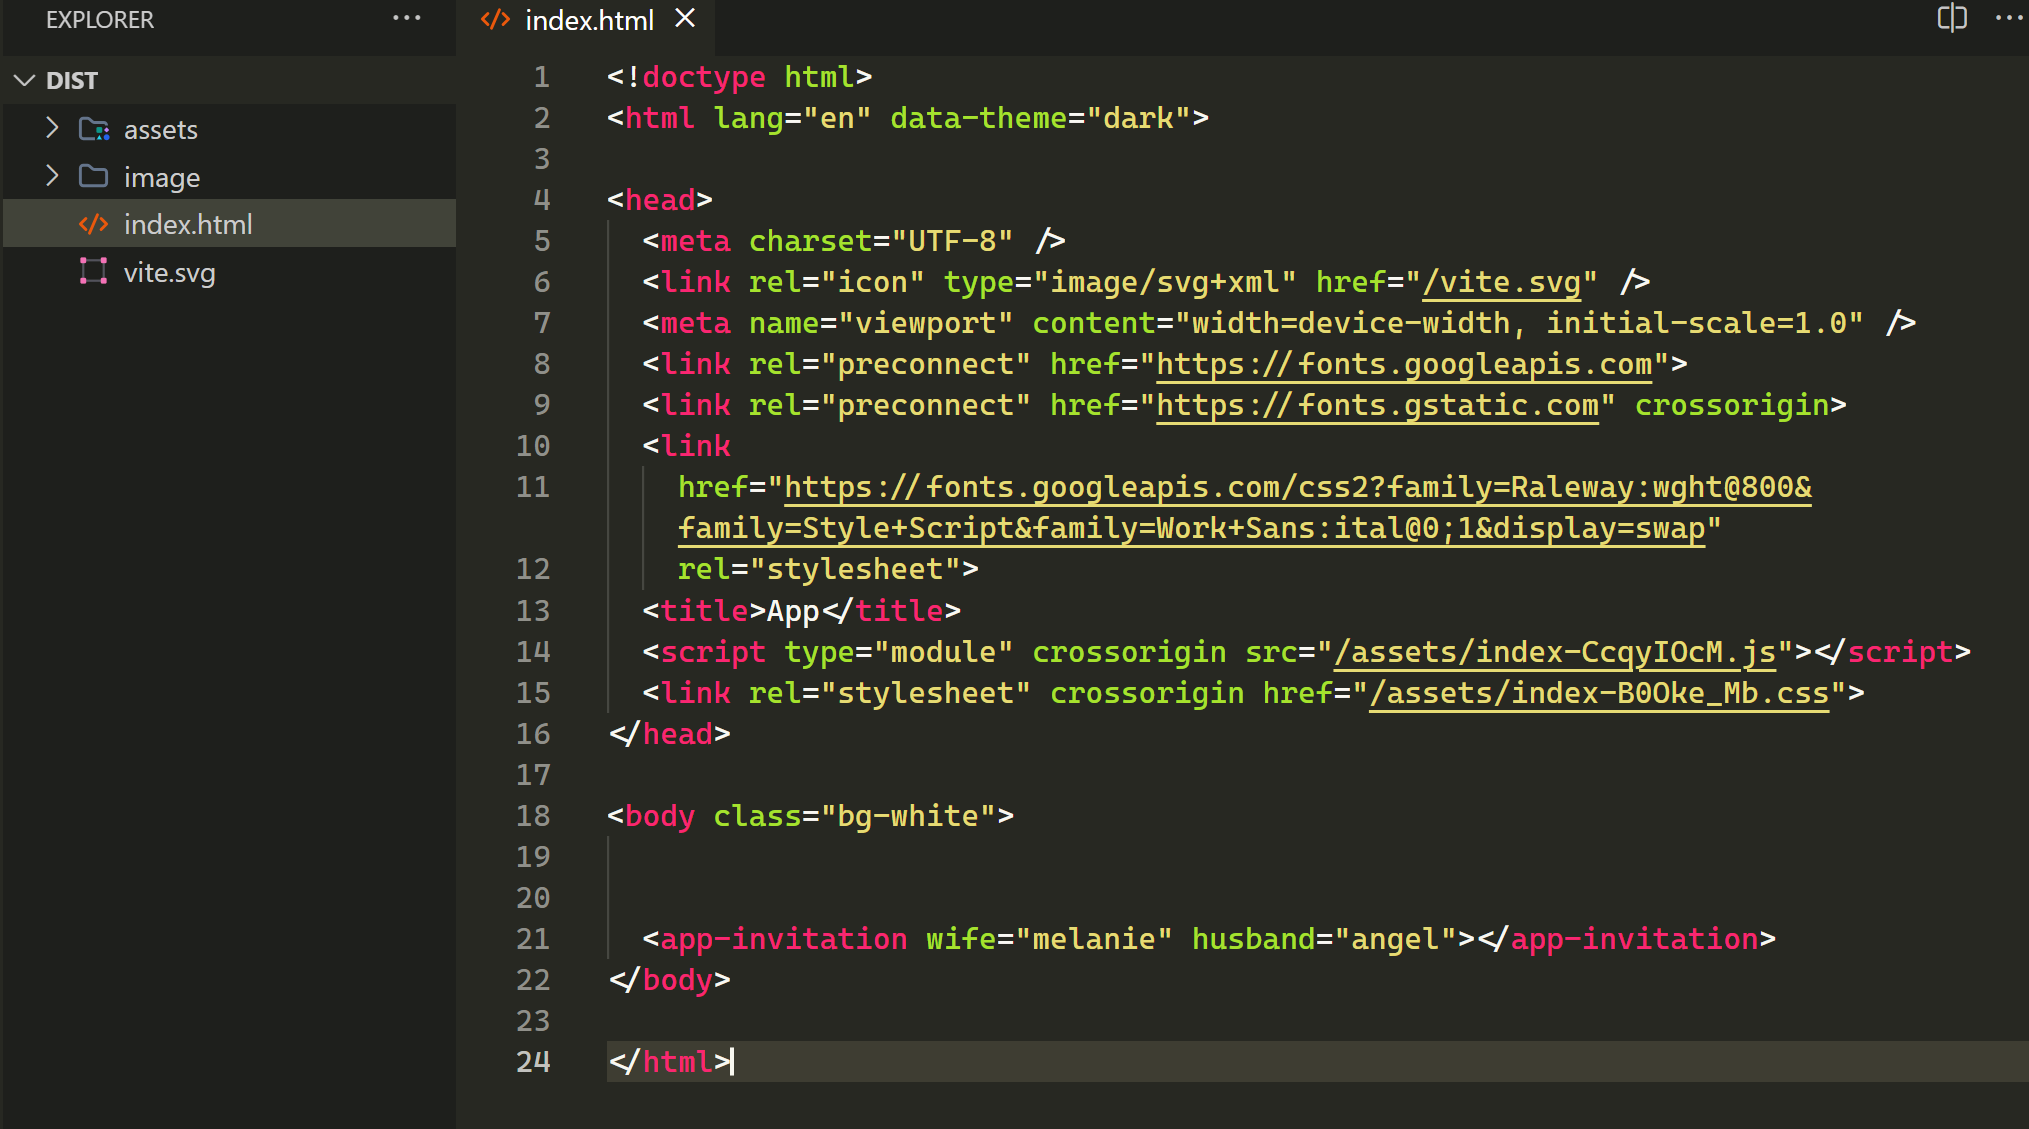 EXPLORER
DIST
assets
image
index.html
vite.svg
index.html
1 <!doctype html>
2 <html lang="en" data-theme="dark">
3
4 <head>
5 <meta charset="UTF-8" />
6 <link rel="icon" type="image/svg+xml" href="/vite.svg" />
7 <meta name="viewport" content="width=device-width, initial-scale=1.0" />
8 <link rel="preconnect" href="https://fonts.googleapis.com">
9 <link rel="preconnect" href="https://fonts.gstatic.com" crossorigin>
10 <link
11 href="https://fonts.googleapis.com/css2?family=Raleway:wght@800&
family=Style+Script&family=Work+Sans:ital@0;1&display=swap"
12 rel="stylesheet">
13 <title>App</title>
14 <script type="module" crossorigin src="/assets/index-CcqyIOcM.js"></script>
15 <link rel="stylesheet" crossorigin href="/assets/index-B0Oke_Mb.css">
16 </head>
17
18 <body class="bg-white">
19
20
21 <app-invitation wife="melanie" husband="angel"></app-invitation>
22 </body>
23
24 </html>